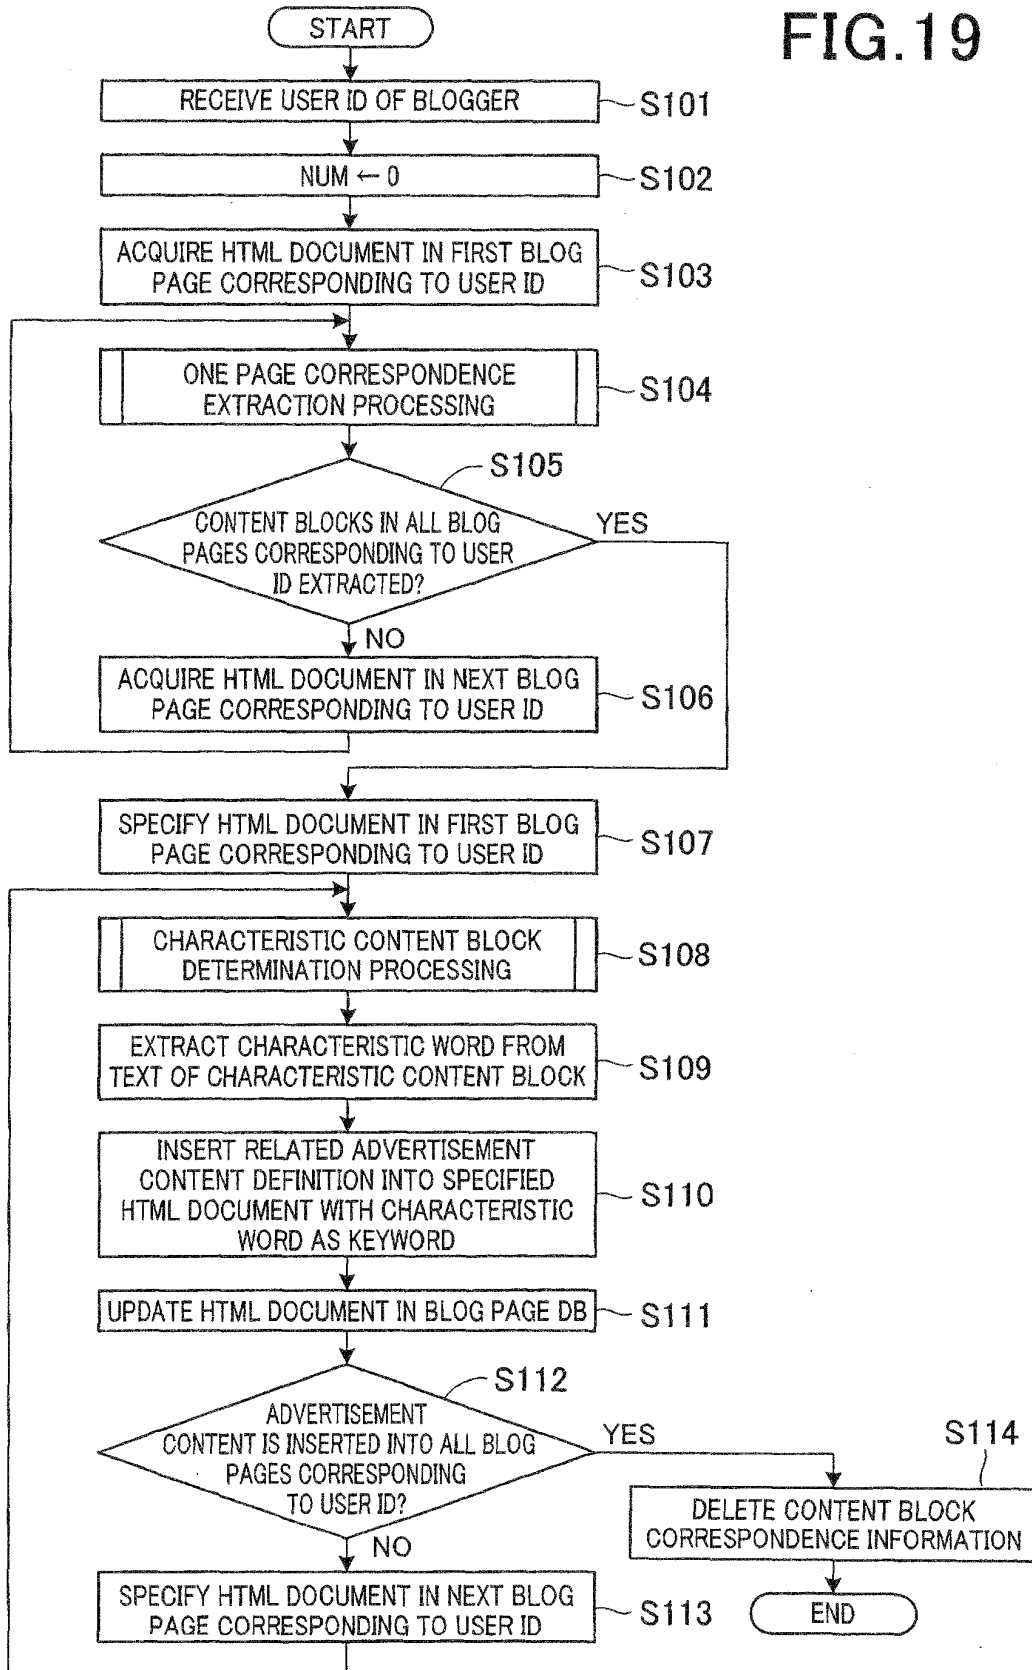 FIG.19
START
RECEIVE USER ID OF BLOGGER
S101
NUM ← 0
S102
ACQUIRE HTML DOCUMENT IN FIRST BLOG
PAGE CORRESPONDING TO USER ID
S103
ONE PAGE CORRESPONDENCE
EXTRACTION PROCESSING
S104
S105
CONTENT BLOCKS IN ALL BLOG
PAGES CORRESPONDING TO USER
ID EXTRACTED?
YES
NO
ACQUIRE HTML DOCUMENT IN NEXT BLOG
PAGE CORRESPONDING TO USER ID
S106
SPECIFY HTML DOCUMENT IN FIRST BLOG
PAGE CORRESPONDING TO USER ID
S107
CHARACTERISTIC CONTENT BLOCK
DETERMINATION PROCESSING
S108
EXTRACT CHARACTERISTIC WORD FROM
TEXT OF CHARACTERISTIC CONTENT BLOCK
S109
INSERT RELATED ADVERTISEMENT
CONTENT DEFINITION INTO SPECIFIED
HTML DOCUMENT WITH CHARACTERISTIC
WORD AS KEYWORD
S110
UPDATE HTML DOCUMENT IN BLOG PAGE DB
S111
S112
ADVERTISEMENT
CONTENT IS INSERTED INTO ALL BLOG
PAGES CORRESPONDING
TO USER ID?
YES
NO
S114
DELETE CONTENT BLOCK
CORRESPONDENCE INFORMATION
SPECIFY HTML DOCUMENT IN NEXT BLOG
PAGE CORRESPONDING TO USER ID
S113
END